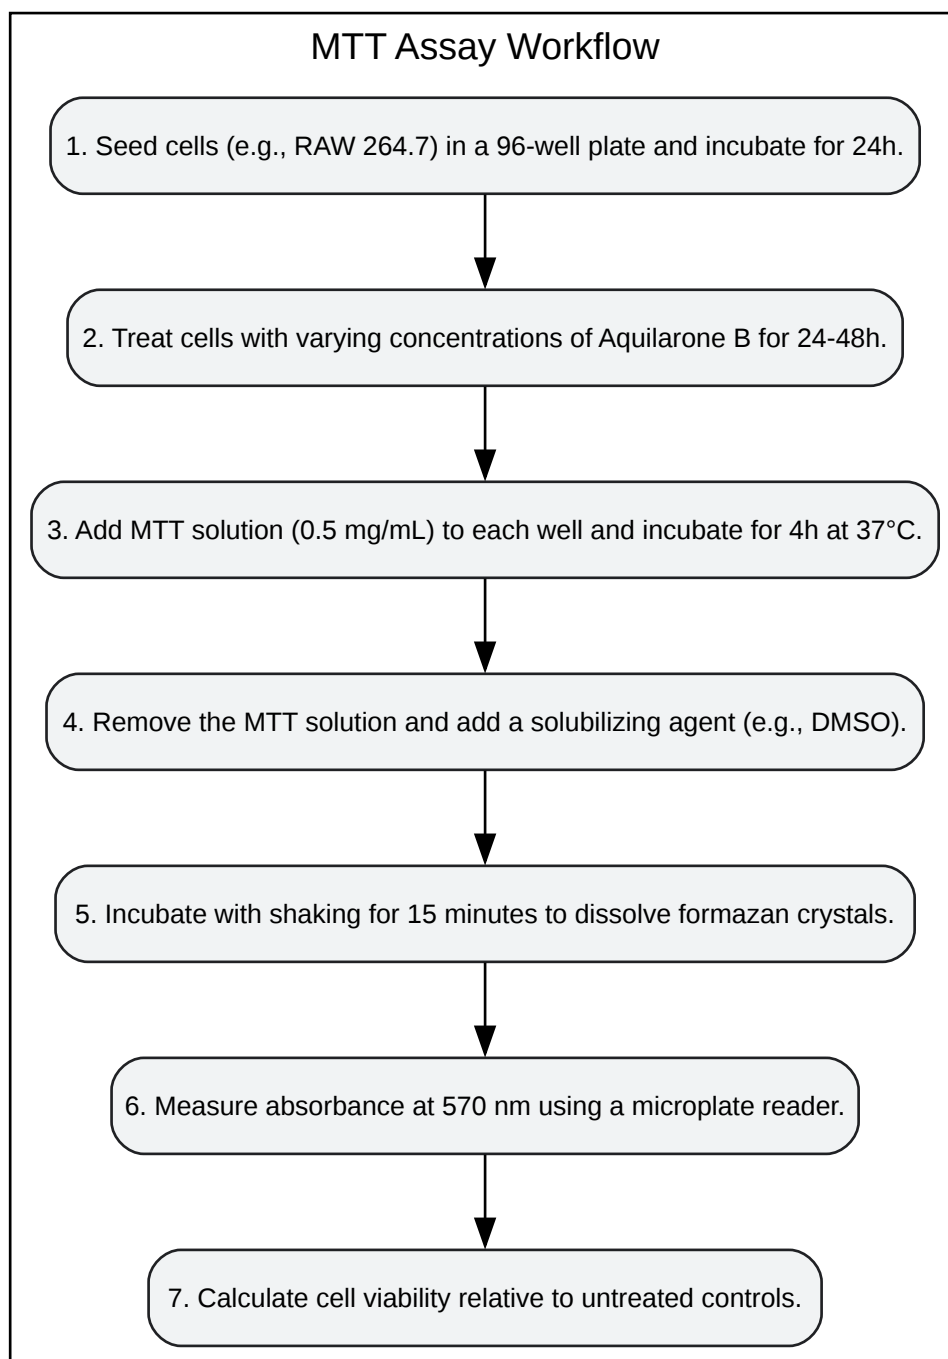 MTT Assay Workflow
1. Seed cells (e.g., RAW 264.7) in a 96-well plate and incubate for 24h.
2. Treat cells with varying concentrations of Aquilarone B for 24-48h.
3. Add MTT solution (0.5 mg/mL) to each well and incubate for 4h at 37°C.
4. Remove the MTT solution and add a solubilizing agent (e.g., DMSO).
5. Incubate with shaking for 15 minutes to dissolve formazan crystals.
6. Measure absorbance at 570 nm using a microplate reader.
7. Calculate cell viability relative to untreated controls.